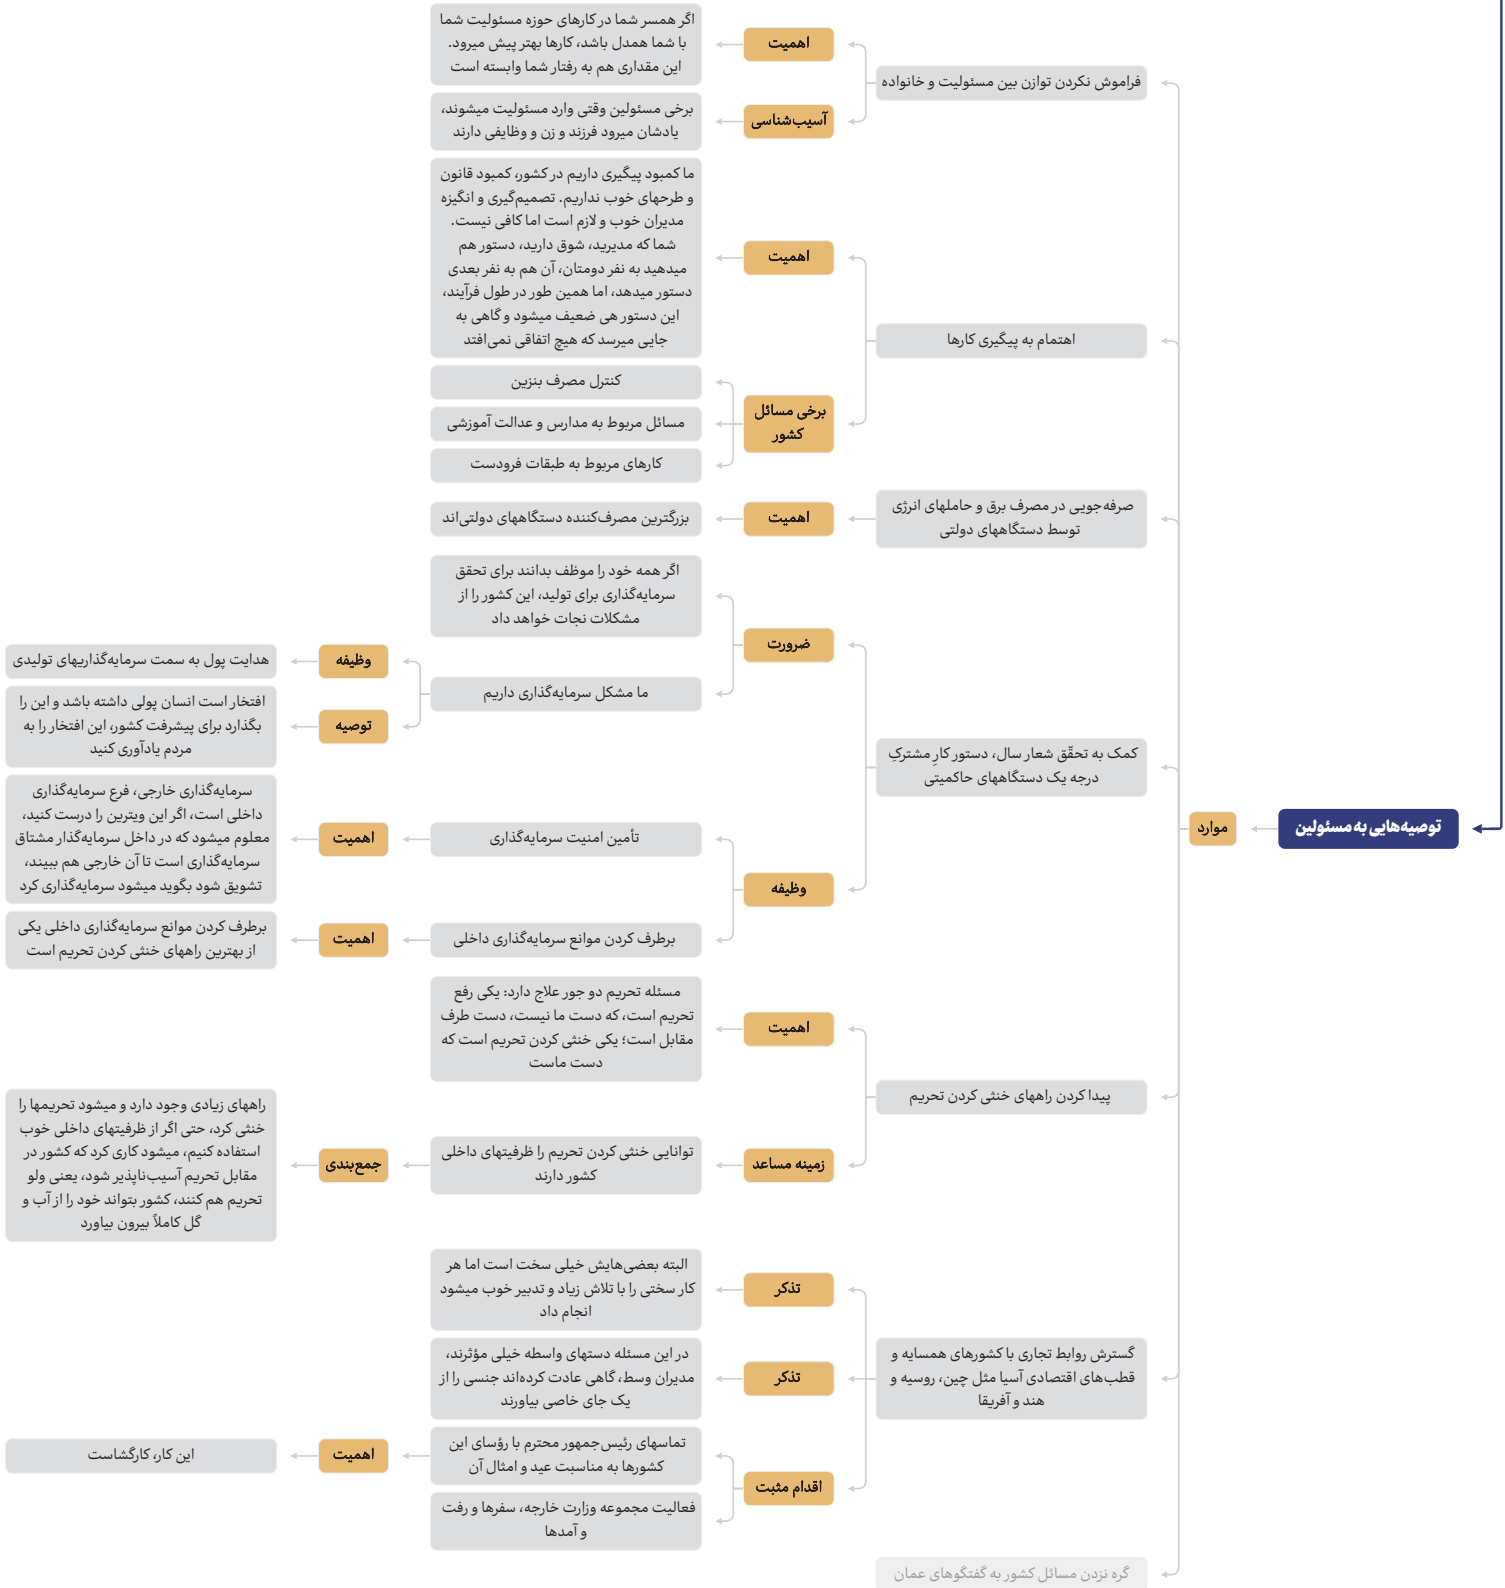 توصیه‌هایی به مسئولین
موارد
فراموش نکردن توازن بین مسئولیت و خانواده
اهمیت
اگر همسر شما در کارهای حوزه مسئولیت شما
با شما همدل باشد، کارها بهتر پیش میرود.
این مقداری هم به رفتار شما وابسته است
آسیب‌شناسی
برخی مسئولین وقتی وارد مسئولیت میشوند،
یادشان میرود فرزند و زن و وظایفی دارند
اهتمام به پیگیری کارها
اهمیت
ما کمبود پیگیری داریم در کشور، کمبود قانون
و طرحهای خوب نداریم. تصمیم‌گیری و انگیزه
مدیران خوب و لازم است اما کافی نیست.
شما که مدیرید، شوق دارید، دستور هم
میدهید به نفر دومتان، آن هم به نفر بعدی
دستور میدهد، اما همین طور در طول فرآیند،
این دستور هی ضعیف میشود و گاهی به
جایی میرسد که هیچ اتفاقی نمی‌افتد
برخی مسائل
کشور
کنترل مصرف بنزین
مسائل مربوط به مدارس و عدالت آموزشی
کارهای مربوط به طبقات فرودست
صرفه‌جویی در مصرف برق و حاملهای انرژی
توسط دستگاههای دولتی
اهمیت
بزرگترین مصرف‌کننده دستگاههای دولتی‌اند
کمک به تحقّق شعار سال، دستور کارِ مشترکِ
درجه یک دستگاههای حاکمیتی
ضرورت
اگر همه خود را موظف بدانند برای تحقق
سرمایه‌گذاری برای تولید، این کشور را از
مشکلات نجات خواهد داد
ما مشکل سرمایه‌گذاری داریم
وظیفه
هدایت پول به سمت سرمایه‌گذاریهای تولیدی
توصیه
افتخار است انسان پولی داشته باشد و این را
بگذارد برای پیشرفت کشور، این افتخار را به
مردم یادآوری کنید
وظیفه
تأمین امنیت سرمایه‌گذاری
اهمیت
سرمایه‌گذاری خارجی، فرع سرمایه‌گذاری
داخلی است، اگر این ویترین را درست کنید،
معلوم میشود که در داخل سرمایه‌گذار مشتاق
سرمایه‌گذاری است تا آن خارجی هم ببیند،
تشویق شود بگوید میشود سرمایه‌گذاری کرد
برطرف کردن موانع سرمایه‌گذاری داخلی
اهمیت
برطرف کردن موانع سرمایه‌گذاری داخلی یکی
از بهترین راههای خنثی کردن تحریم است
پیدا کردن راههای خنثی کردن تحریم
اهمیت
مسئله تحریم دو جور علاج دارد: یکی رفع
تحریم است، که دست ما نیست، دست طرف
مقابل است؛ یکی خنثی کردن تحریم است که
دست ماست
زمینه مساعد
توانایی خنثی کردن تحریم را ظرفیتهای داخلی
کشور دارند
جمع‌بندی
راههای زیادی وجود دارد و میشود تحریمها را
خنثی کرد، حتی اگر از ظرفیتهای داخلی خوب
استفاده کنیم، میشود کاری کرد که کشور در
مقابل تحریم آسیب‌ناپذیر شود، یعنی ولو
تحریم هم کنند، کشور بتواند خود را از آب و
گل کاملاً بیرون بیاورد
گسترش روابط تجاری با کشورهای همسایه و
قطب‌های اقتصادی آسیا مثل چین، روسیه و
هند و آفریقا
تذکر
البته بعضی‌هایش خیلی سخت است اما هر
کار سختی را با تلاش زیاد و تدبیر خوب میشود
انجام داد
تذکر
در این مسئله دستهای واسطه خیلی مؤثرند،
مدیران وسط، گاهی عادت کرده‌اند جنسی را از
یک جای خاصی بیاورند
اقدام مثبت
تماسهای رئیس‌جمهور محترم با رؤسای این
کشورها به مناسبت عید و امثال آن
اهمیت
این کار، کارگشاست
فعالیت مجموعه وزارت خارجه، سفرها و رفت
و آمدها
گره نزدن مسائل کشور به گفتگوهای عمان